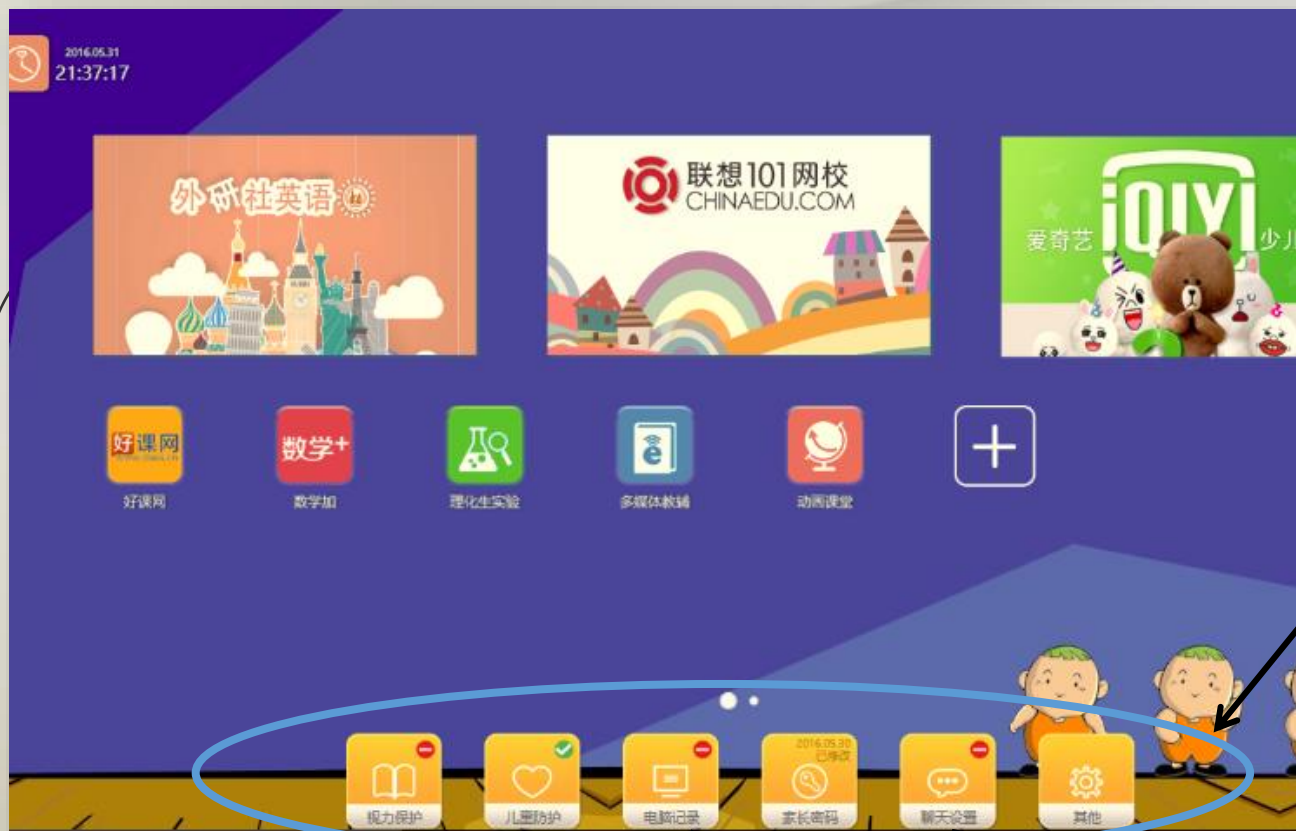 2016.05.31
21:37:17
外研社英语
联想101网校
CHINAEDU.COM
爱奇艺
iQIYI
少儿
好课网
数学+
e
好课网
数学加
理化生实验
多媒体教辅
动画课堂
2016.05.30
已修改
视力保护
儿童防护
电脑记录
家长密码
聊天设置
其他